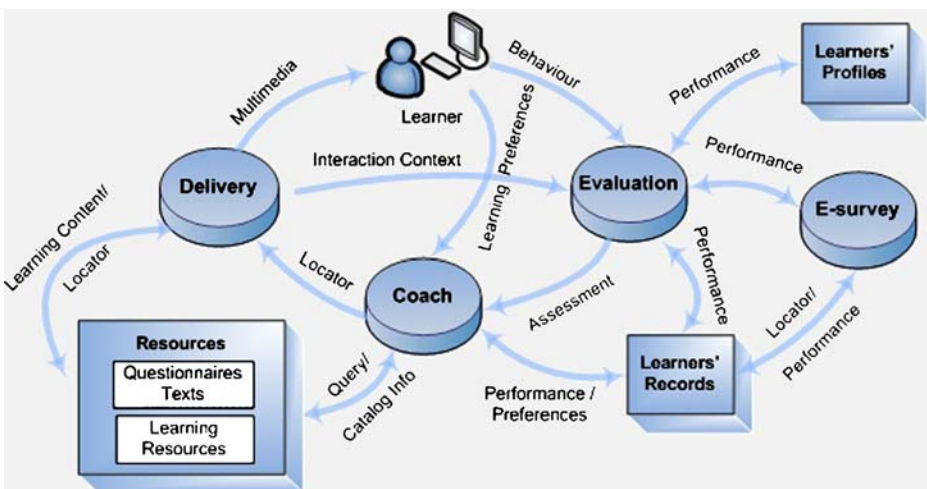 Learners'
Profiles
Behaviour
Performance
Multimedia
Learner
Learning Preferences
Performance
Interaction Context
Delivery
Evaluation
E-survey
Learning Content/
Locator
Locator
Coach
Assessment
Performance
Locator/
Performance
Resources
Questionnaires
Texts
Learning
Resources
Query/
Catalog Info
Performance /
Preferences
Learners'
Records